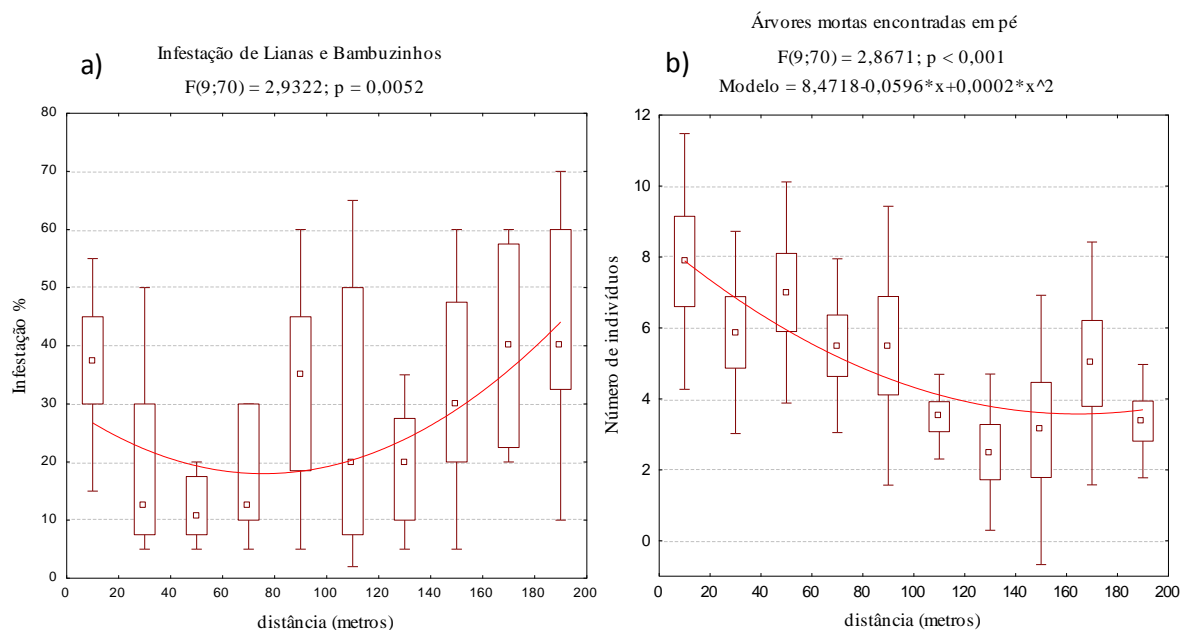 a)
Infestação de Lianas e Bambuzinhos
F(9;70) = 2,9322; p = 0,0052
80
70
60
50
40
30
20
10
0
Infestação %
0 20 40 60 80 100 120 140 160 180 200
distância (metros)
Árvores mortas encontradas em pé
b)
F(9;70) = 2,8671; p < 0,001
Modelo = 8,4718-0,0596*x+0,0002*x^2
12
10
8
6
4
2
0
Número de indivíduos
0 20 40 60 80 100 120 140 160 180 200
distância (metros)